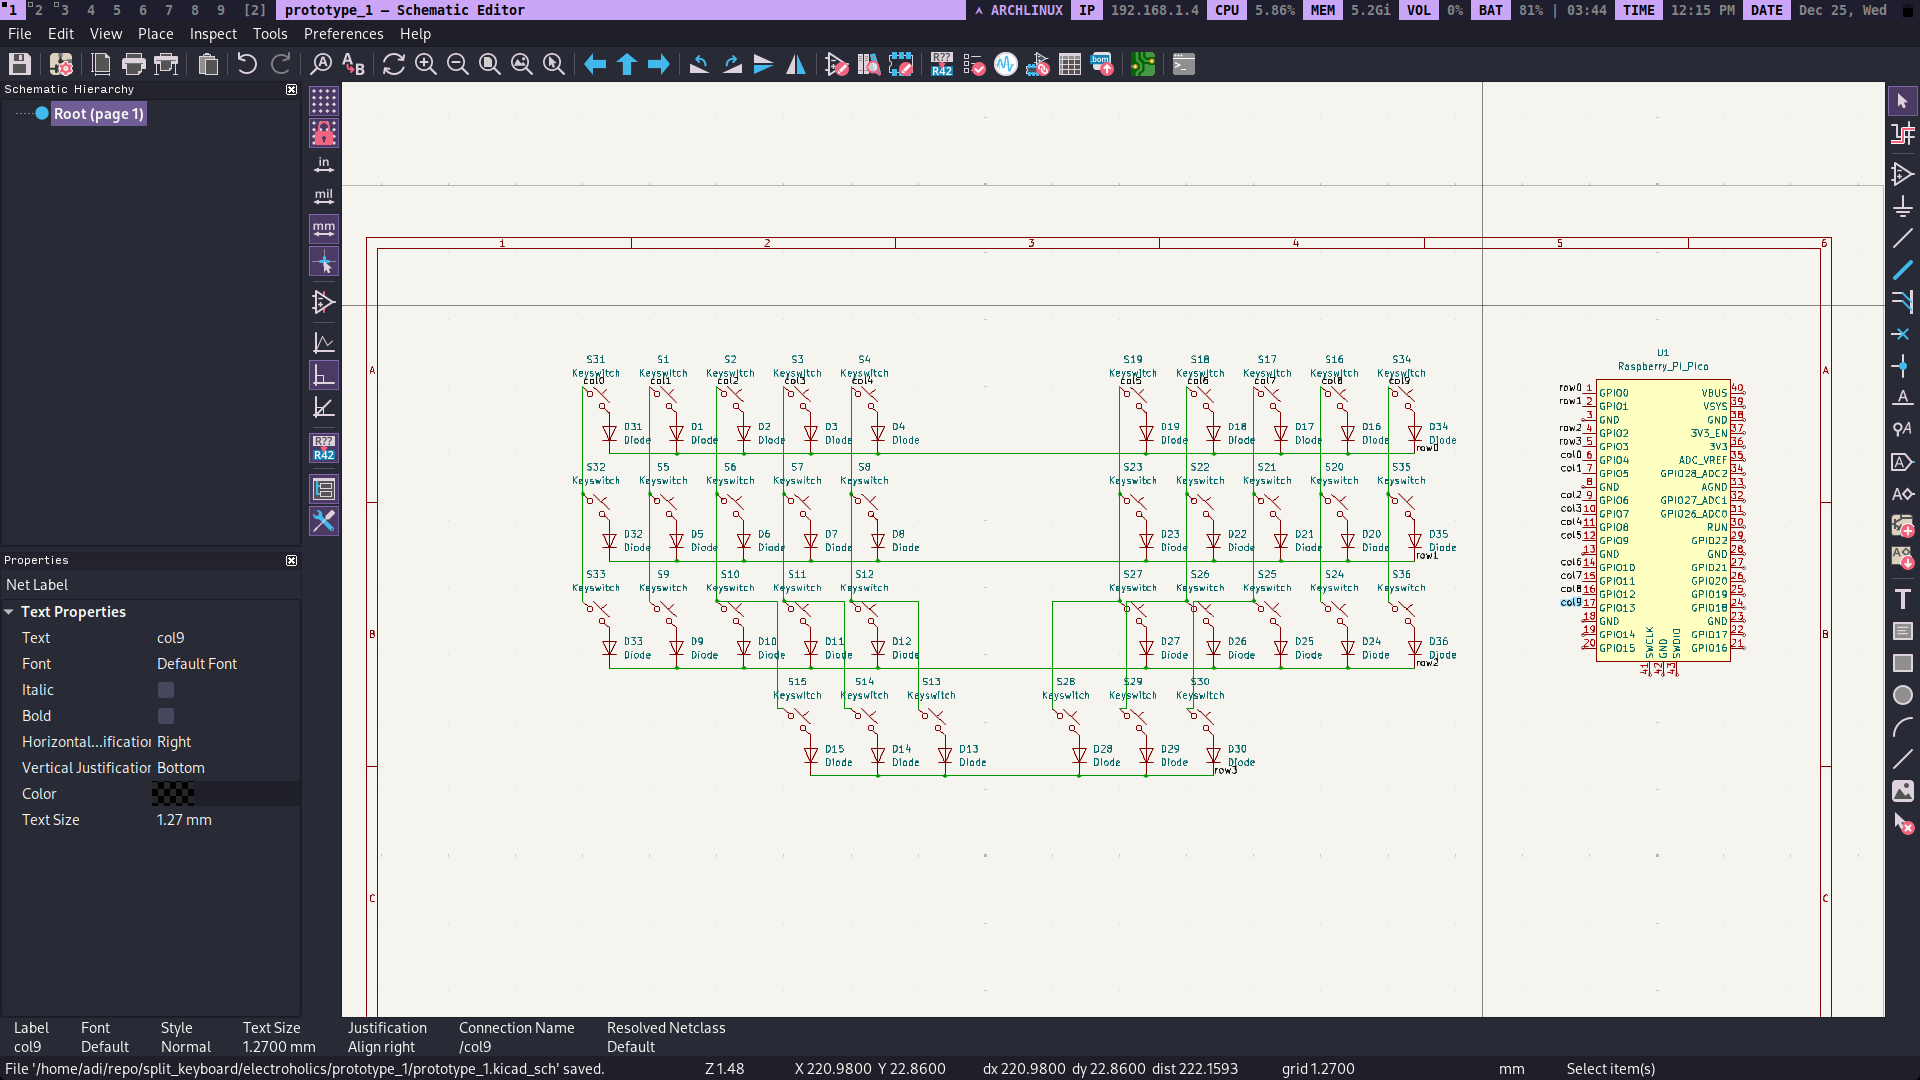 1 2 3 4 5 6 7 8 9 [2] prototype_1 — Schematic Editor
ARCHLINUX IP 192.168.1.4 CPU 5.86% MEM 5.2Gi VOL 0% BAT 81% | 03:44 TIME 12:15 PM DATE Dec 25, Wed
File Edit View Place Inspect Tools Preferences Help
Schematic Hierarchy
Root (page 1)
in
mil
mm
R??
R42
Properties
Net Label
Text Properties
Text col9
Font Default Font
Italic
Bold
Horizontal...ification Right
Vertical Justification Bottom
Color
Text Size 1.27 mm
R??
R42
bom
1 2 3 4 5 6
A A
B B
C C
S31 S1 S2 S3 S4 S19 S18 S17 S16 S34
Keyswitch Keyswitch Keyswitch Keyswitch Keyswitch Keyswitch Keyswitch Keyswitch Keyswitch Keyswitch
col0 col1 col2 col3 col4 col5 col6 col7 col8 col9
D31 D1 D2 D3 D4 D19 D18 D17 D16 D34
Diode Diode Diode Diode Diode Diode Diode Diode Diode Diode
row0
S32 S5 S6 S7 S8 S23 S22 S21 S20 S35
Keyswitch Keyswitch Keyswitch Keyswitch Keyswitch Keyswitch Keyswitch Keyswitch Keyswitch Keyswitch
D32 D5 D6 D7 D8 D23 D22 D21 D20 D35
Diode Diode Diode Diode Diode Diode Diode Diode Diode Diode
row1
S33 S9 S10 S11 S12 S27 S26 S25 S24 S36
Keyswitch Keyswitch Keyswitch Keyswitch Keyswitch Keyswitch Keyswitch Keyswitch Keyswitch Keyswitch
D33 D9 D10 D11 D12 D27 D26 D25 D24 D36
Diode Diode Diode Diode Diode Diode Diode Diode Diode Diode
row2
S15 S14 S13 S28 S29 S30
Keyswitch Keyswitch Keyswitch Keyswitch Keyswitch Keyswitch
D15 D14 D13 D28 D29 D30
Diode Diode Diode Diode Diode Diode
row3
U1
Raspberry_Pi_Pico
row0 1 GPIO0 VBUS 40
row1 2 GPIO1 VSYS 39
3 GND GND 38
row2 4 GPIO2 3V3_EN 37
row3 5 GPIO3 3V3 36
col0 6 GPIO4 ADC_VREF 35
col1 7 GPIO5 GPIO28_ADC2 34
8 GND AGND 33
col2 9 GPIO6 GPIO27_ADC1 32
col3 10 GPIO7 GPIO26_ADC0 31
col4 11 GPIO8 RUN 30
col5 12 GPIO9 GPIO22 29
13 GND GND 28
col6 14 GPIO10 GPIO21 27
col7 15 GPIO11 GPIO20 26
col8 16 GPIO12 GPIO19 25
col9 17 GPIO13 GPIO18 24
18 GND GND 23
19 GPIO14 GPIO17 22
20 GPIO15 GPIO16 21
SWCLK GND SWDIO
41 42 43
Label Font Style Text Size Justification Connection Name Resolved Netclass
col9 Default Normal 1.2700 mm Align right /col9 Default
File '/home/adi/repo/split_keyboard/electroholics/prototype_1/prototype_1.kicad_sch' saved. Z 1.48 X 220.9800 Y 22.8600 dx 220.9800 dy 22.8600 dist 222.1593 grid 1.2700 mm Select item(s)